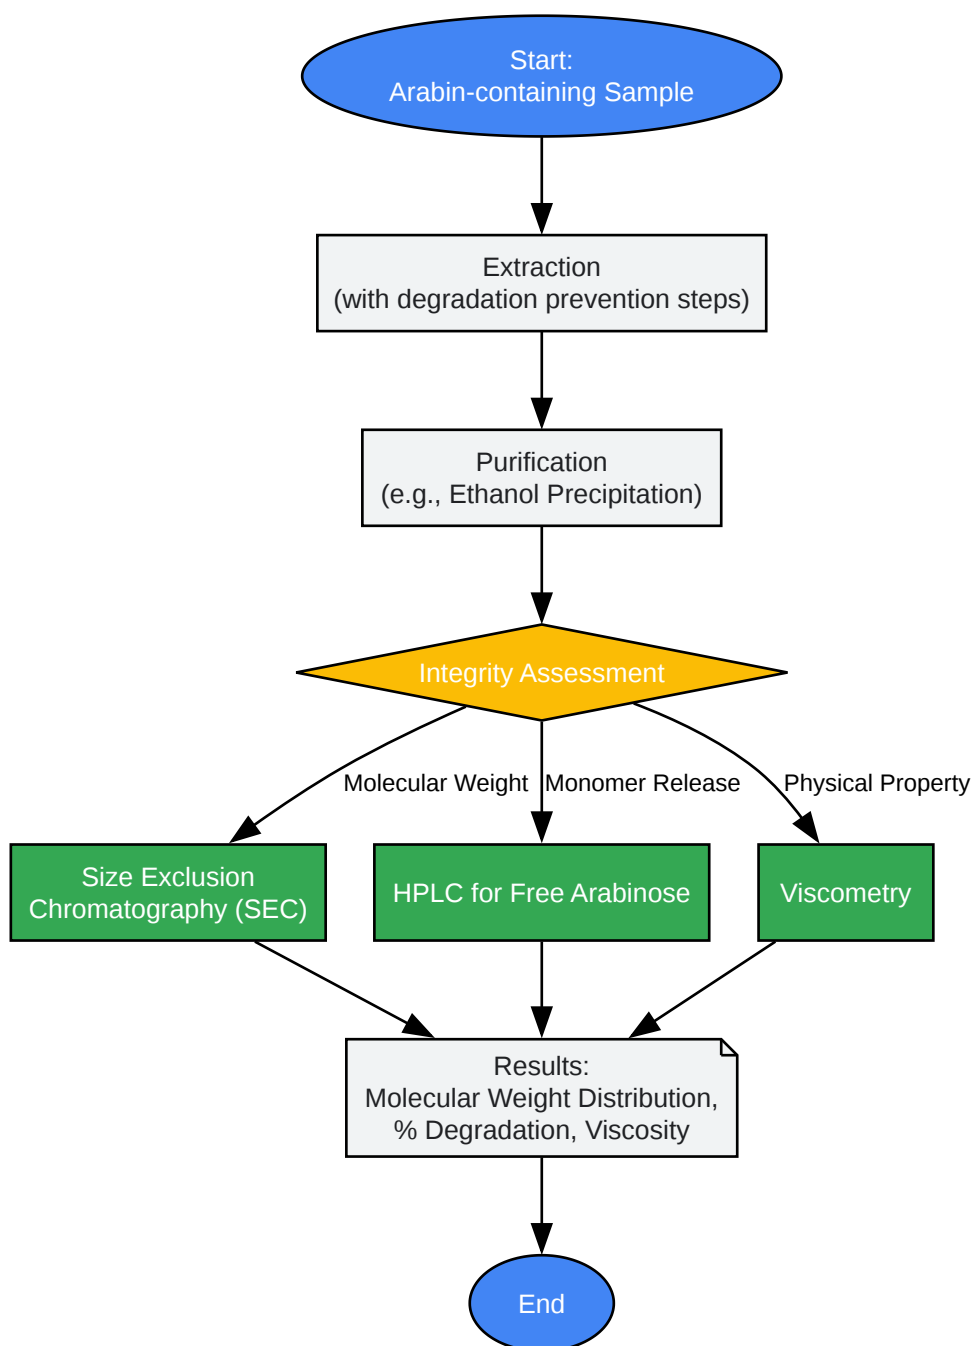 Start:
Arabin-containing Sample
Extraction
(with degradation prevention steps)
Purification
(e.g., Ethanol Precipitation)
Integrity Assessment
Molecular Weight
Monomer Release
Physical Property
Size Exclusion
Chromatography (SEC)
HPLC for Free Arabinose
Viscometry
Results:
Molecular Weight Distribution,
% Degradation, Viscosity
End